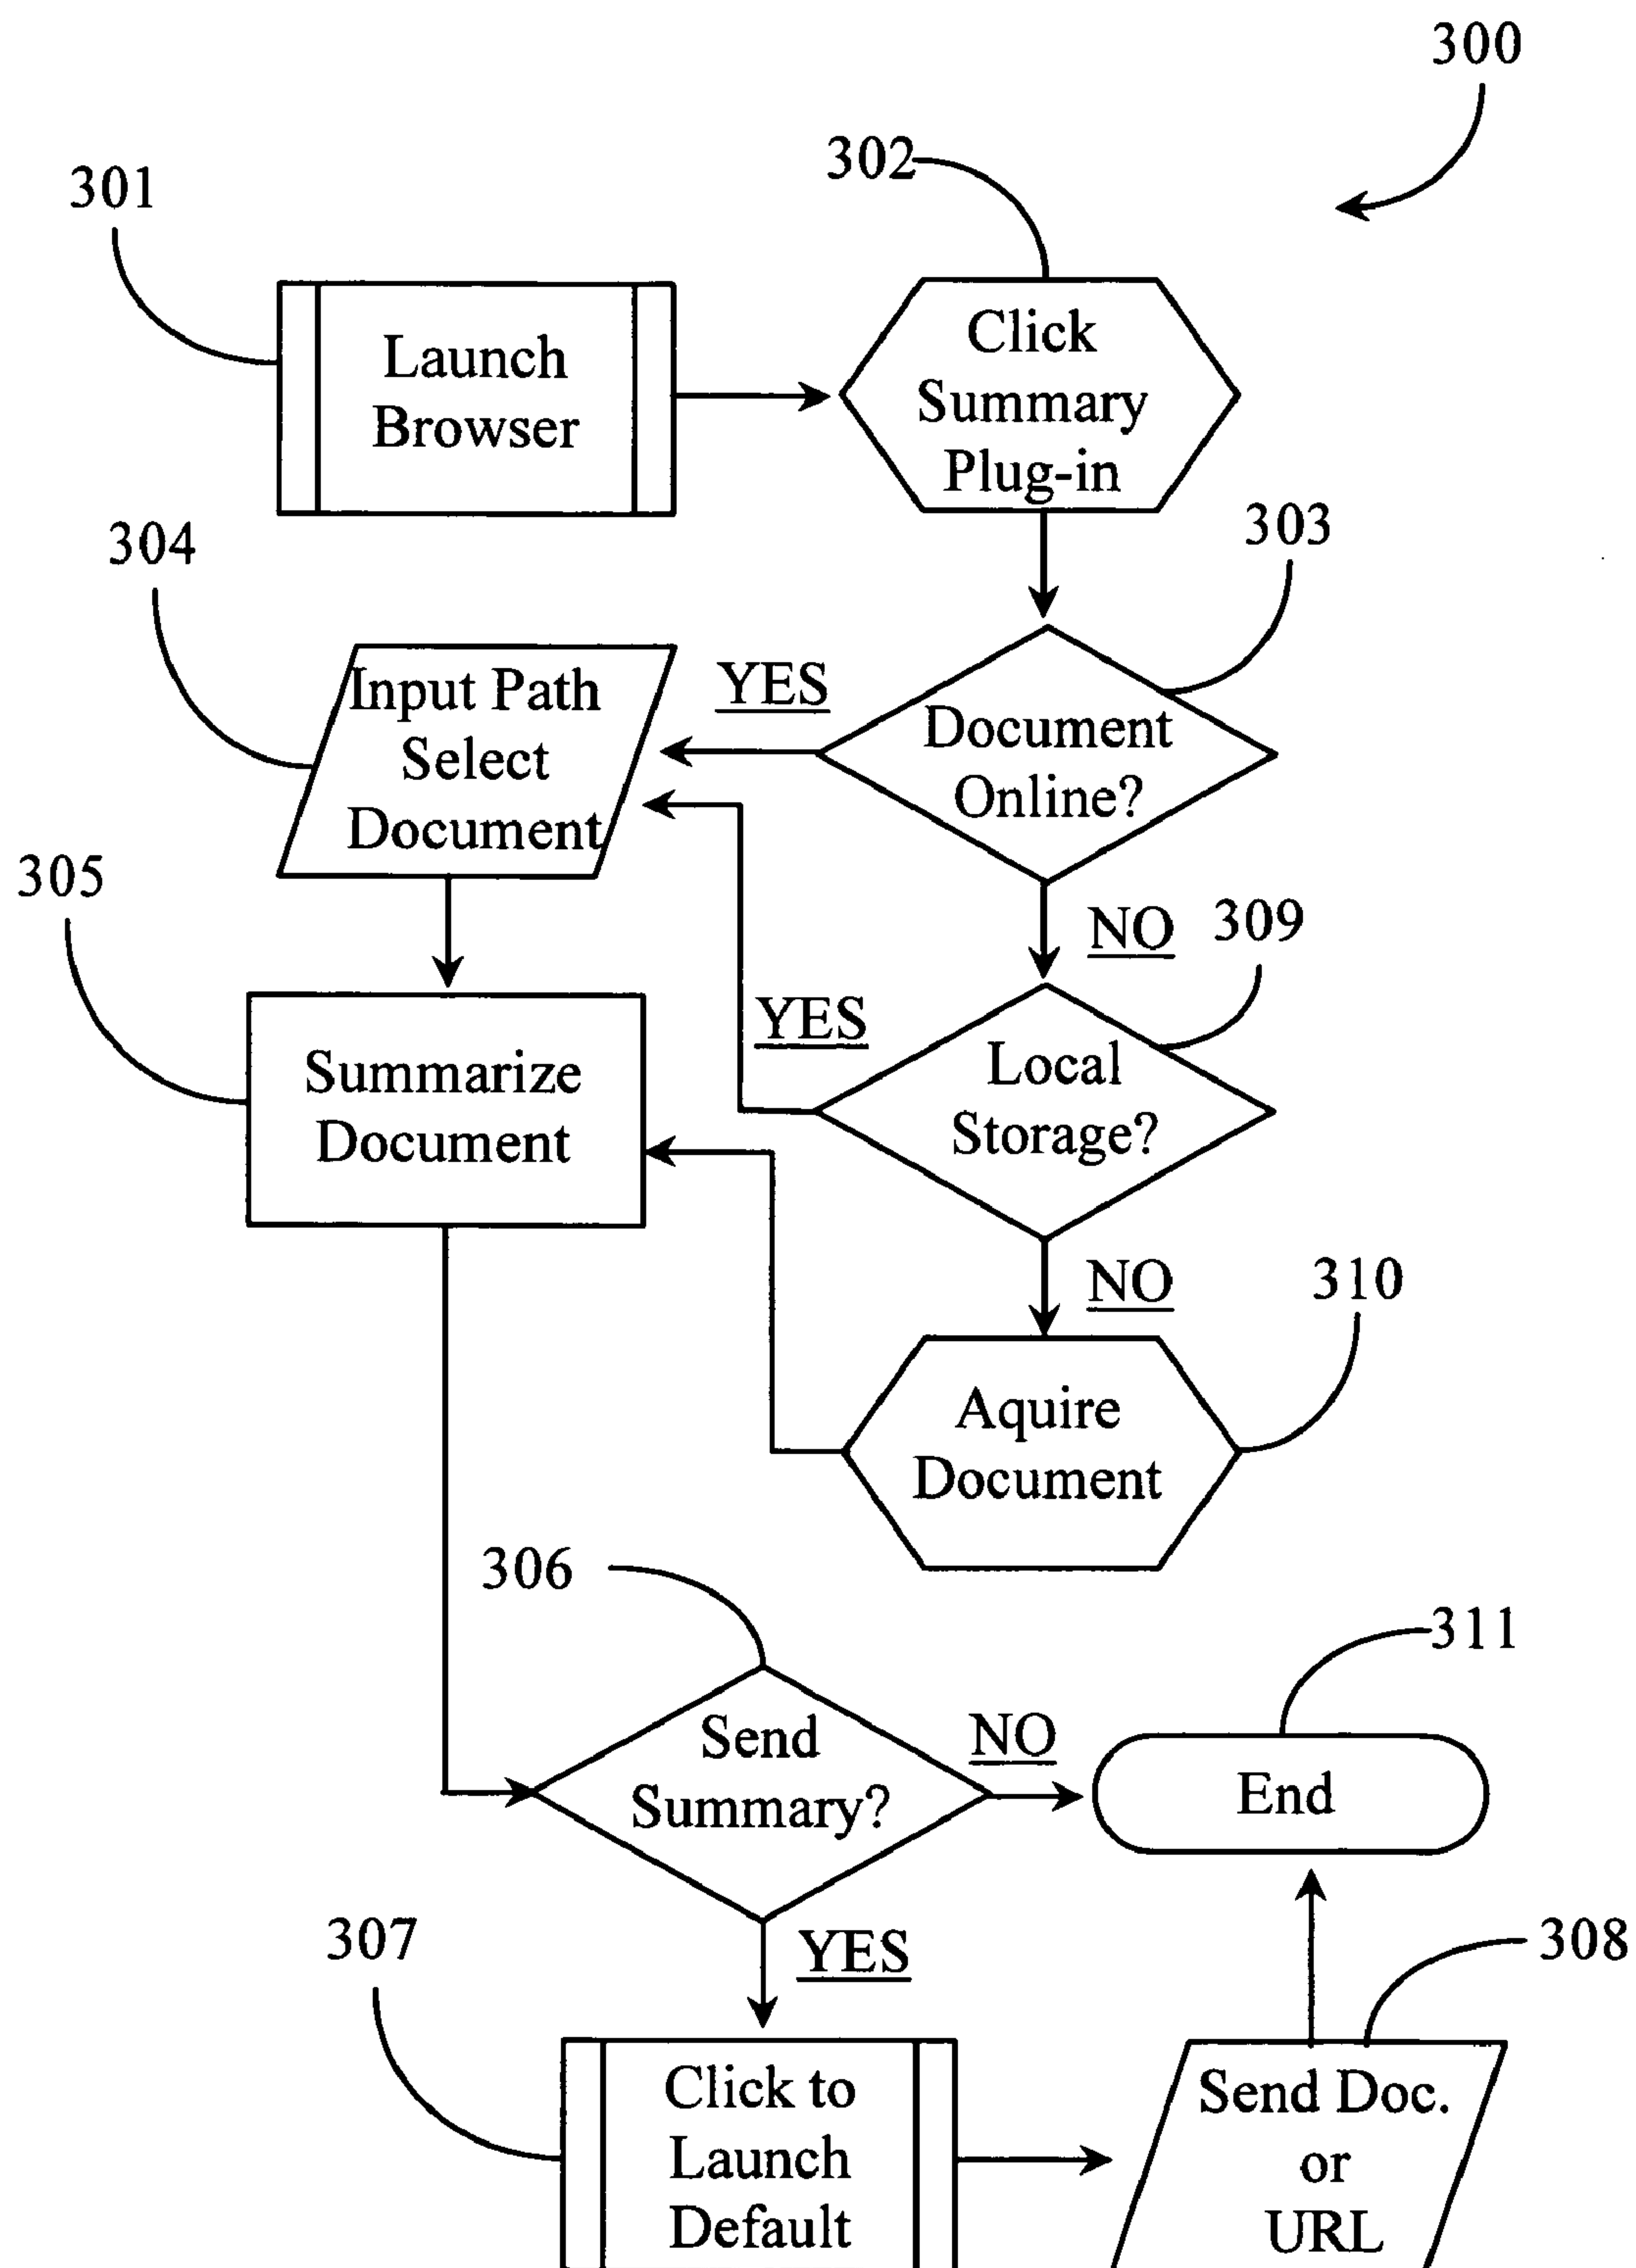 300
302
301
Launch
Browser
Click
Summary
Plug-in
303
304
Input Path
Select
Document
YES
Document
Online?
305
NO
309
YES
Summarize
Document
Local
Storage?
NO
310
Aquire
Document
306
311
Send
Summary?
NO
End
307
YES
308
Click to
Launch
Default
Send Doc.
or
URL